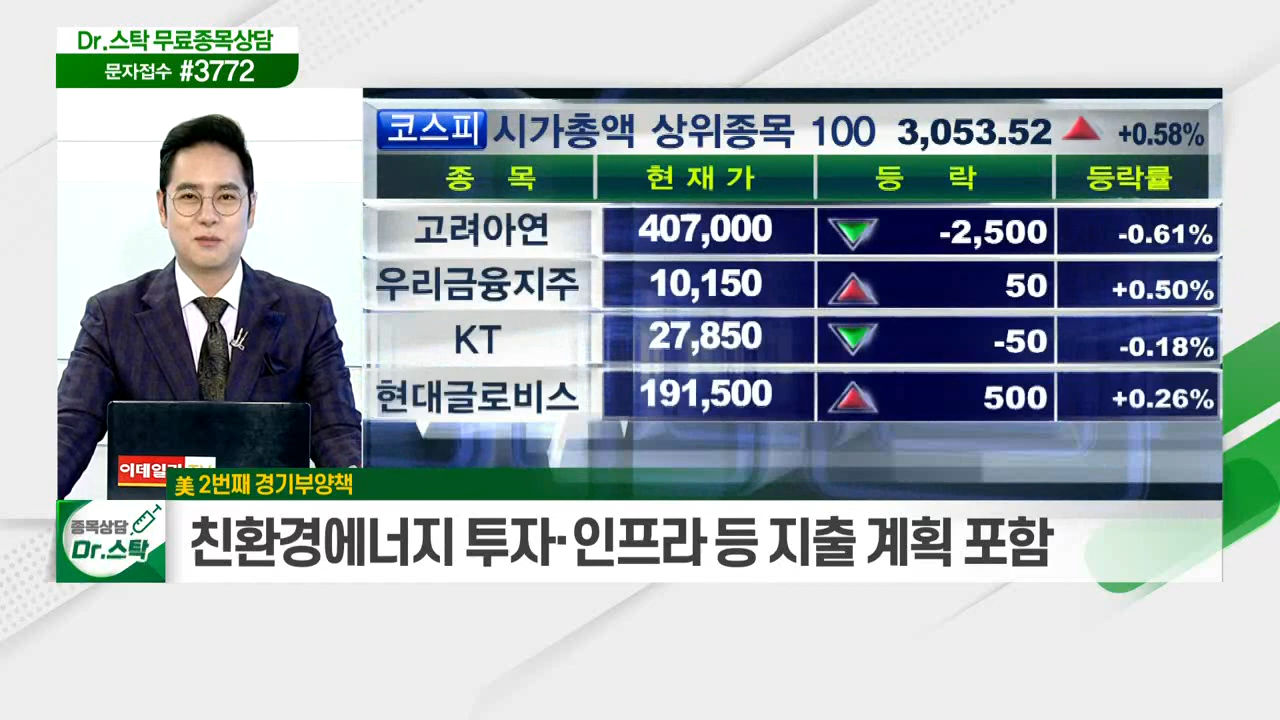 Dr.스탁 무료종목상담
문자접수 #3772
코스피 시가총액 상위종목 100 3,053.52 +0.58%
종 목 현 재 가 등 락 등락률
고려아연 407,000 -2,500 -0.61%
우리금융지주 10,150 50 +0.50%
KT 27,850 -50 -0.18%
현대글로비스 191,500 500 +0.26%
美 2번째 경기부양책
종목상담
Dr.스탁
친환경에너지 투자·인프라 등 지출 계획 포함